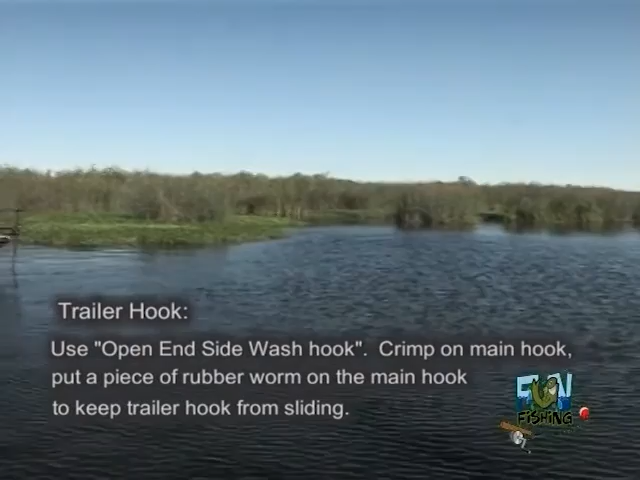 Trailer Hook:
Use "Open End Side Wash hook". Crimp on main hook,
put a piece of rubber worm on the main hook
to keep trailer hook from sliding.
FUN
FISHING